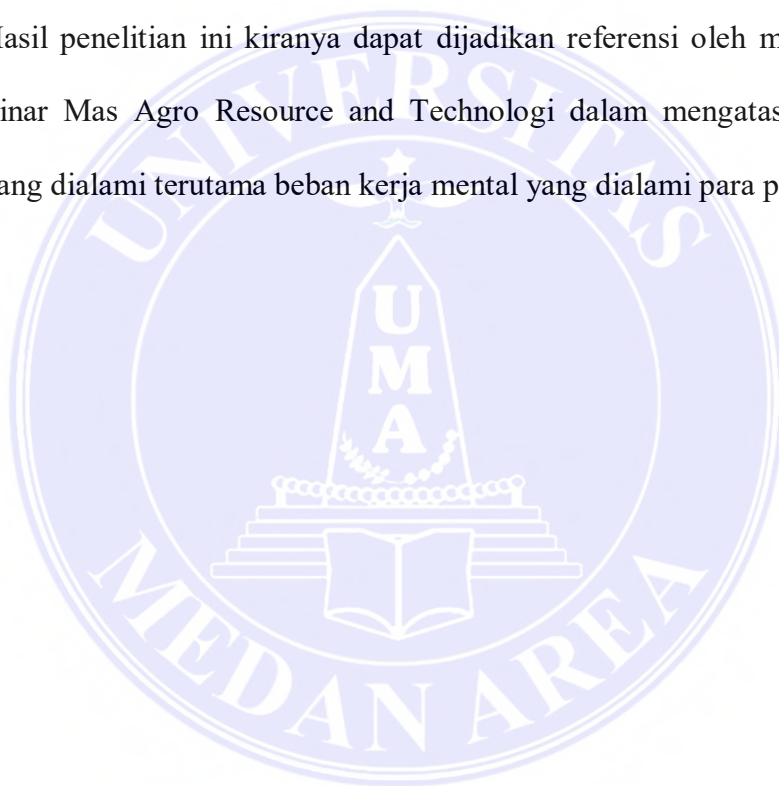 asil penelitian ini kiranya dapat dijadikan referensi oleh m
inar Mas Agro Resource and Technologi dalam mengatas
ang dialami terutama beban kerja mental yang dialami para p
UNIVERSITAS
UMA
MEDAN AREA